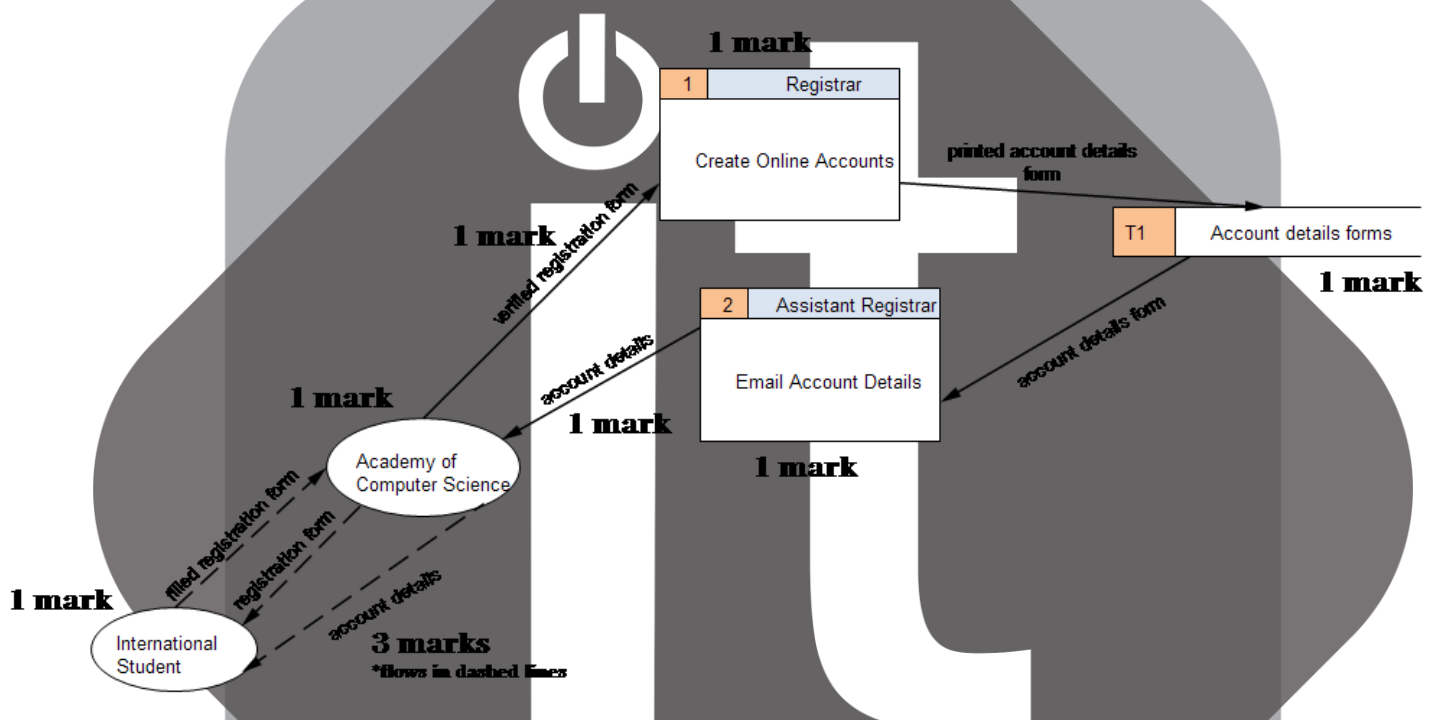 1 mark
1 Registrar
Create Online Accounts
printed account details
form
verified registration form
1 mark
T1 Account details forms
1 mark
2 Assistant Registrar
Email Account Details
account details form
account details
1 mark
1 mark
1 mark
Academy of
Computer Science
filled registration form
registration form
account details
1 mark
International
Student
3 marks
*flows in dashed lines